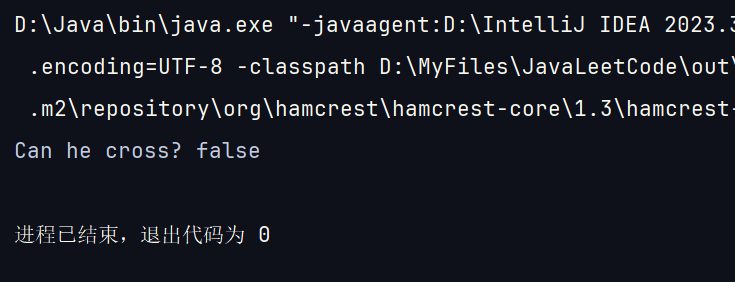 D:\Java\bin\java.exe "-javaagent:D:\IntelliJ IDEA 2023.3
.encoding=UTF-8 -classpath D:\MyFiles\JavaLeetCode\out\
.m2\repository\org\hamcrest\hamcrest-core\1.3\hamcrest-
Can he cross? false
进程已结束，退出代码为 0